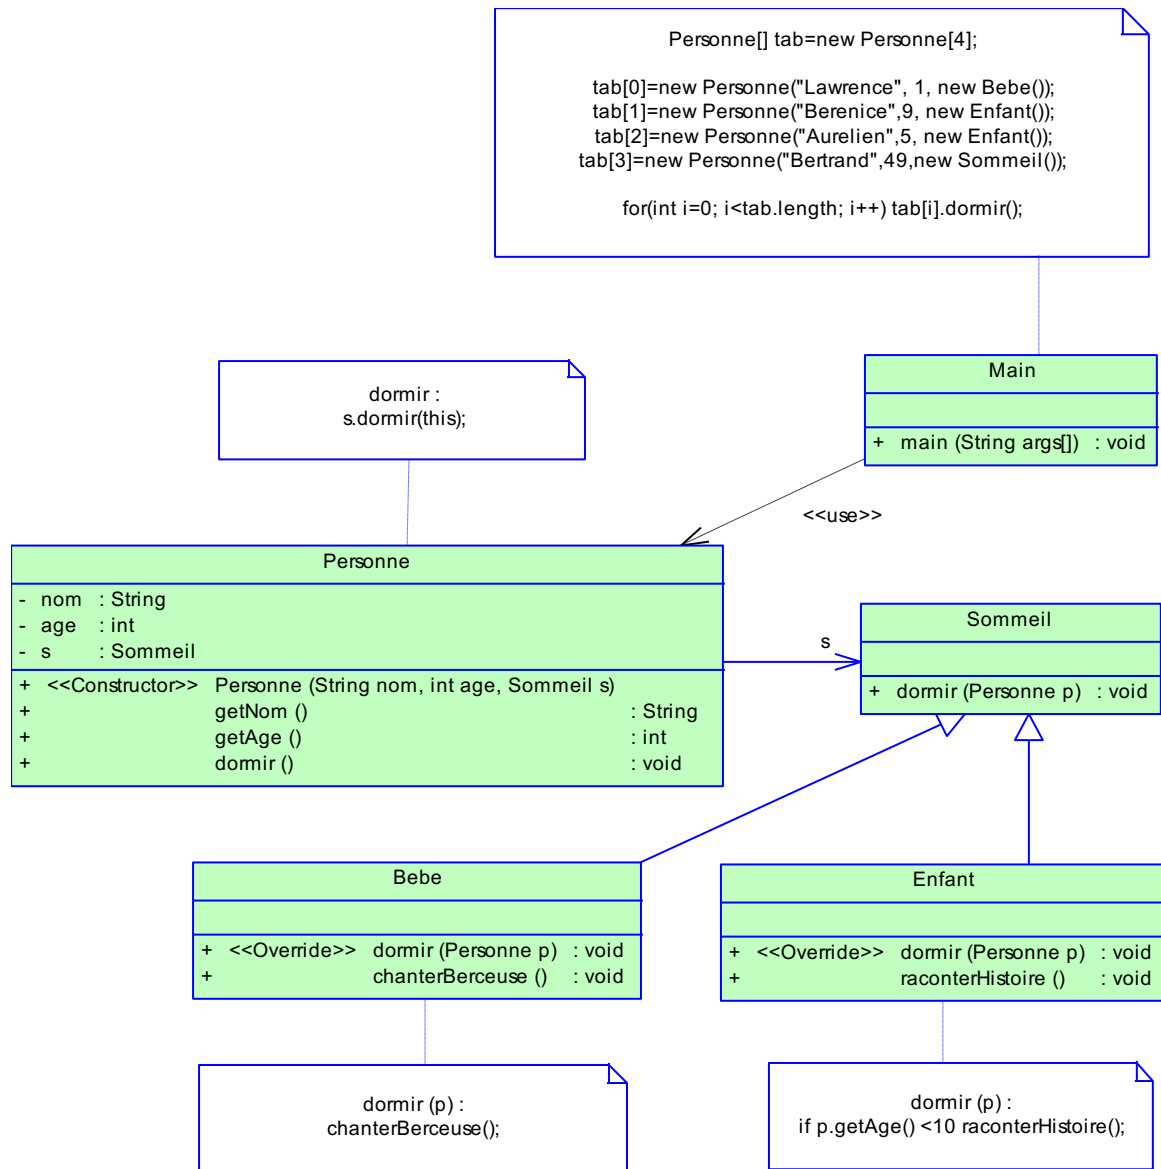 Personne[] tab=new Personne[4];
tab[0]=new Personne("Lawrence", 1, new Bebe());
tab[1]=new Personne("Berenice",9, new Enfant());
tab[2]=new Personne("Aurelien",5, new Enfant());
tab[3]=new Personne("Bertrand",49,new Sommeil());
for(int i=0; i<tab.length; i++) tab[i].dormir();
Main
+ main (String args[]) : void
dormir :
s.dormir(this);
<<use>>
Personne
- nom : String
- age : int
- s : Sommeil
+ <<Constructor>> Personne (String nom, int age, Sommeil s)
+ getNom () : String
+ getAge () : int
+ dormir () : void
s
Sommeil
+ dormir (Personne p) : void
Bebe
+ <<Override>> dormir (Personne p) : void
+ chanterBerceuse () : void
Enfant
+ <<Override>> dormir (Personne p) : void
+ raconterHistoire () : void
dormir (p) :
chanterBerceuse();
dormir (p) :
if p.getAge() <10 raconterHistoire();